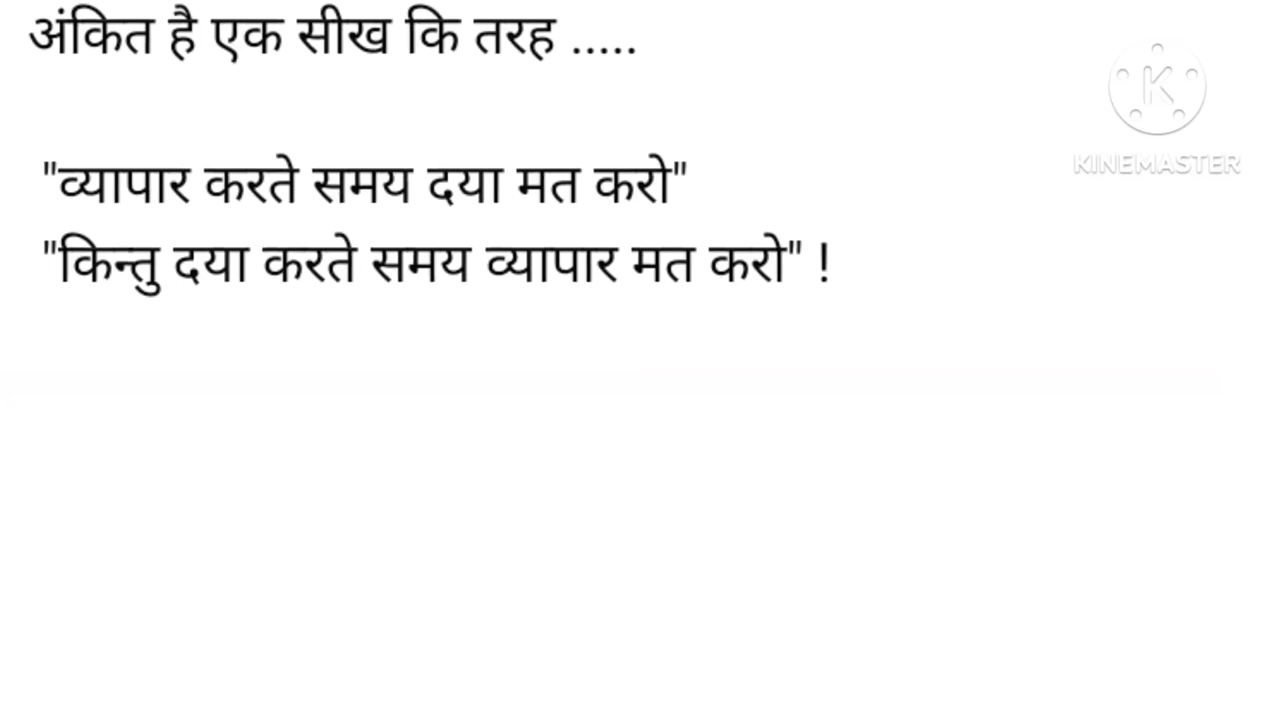 अंकित है एक सीख कि तरह .....
"व्यापार करते समय दया मत करो"
"किन्तु दया करते समय व्यापार मत करो" !
K
KINEMASTER